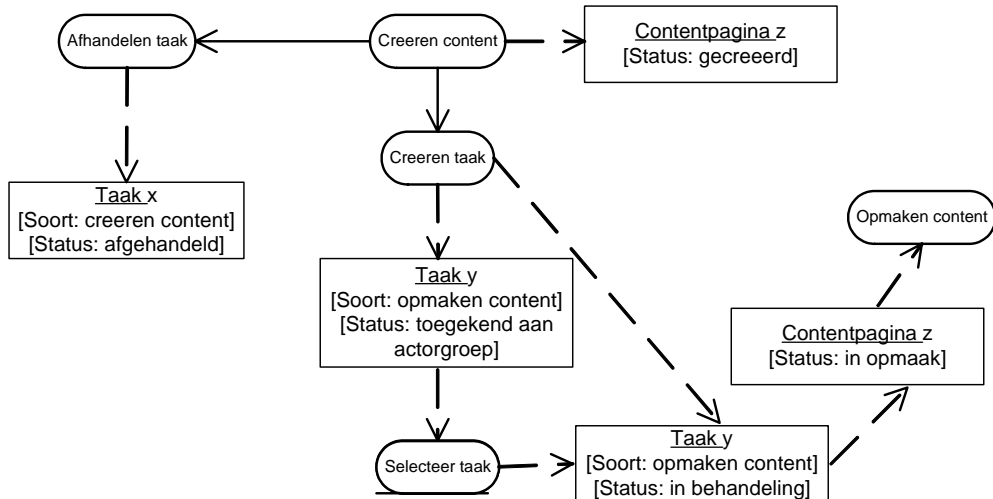 Afhandelen taak
Creeren content
Contentpagina z
[Status: gecreeerd]
Creeren taak
Taak x
[Soort: creeren content]
[Status: afgehandeld]
Opmaken content
Taak y
[Soort: opmaken content]
[Status: toegekend aan
actorgroep]
Contentpagina z
[Status: in opmaak]
Selecteer taak
Taak y
[Soort: opmaken content]
[Status: in behandeling]